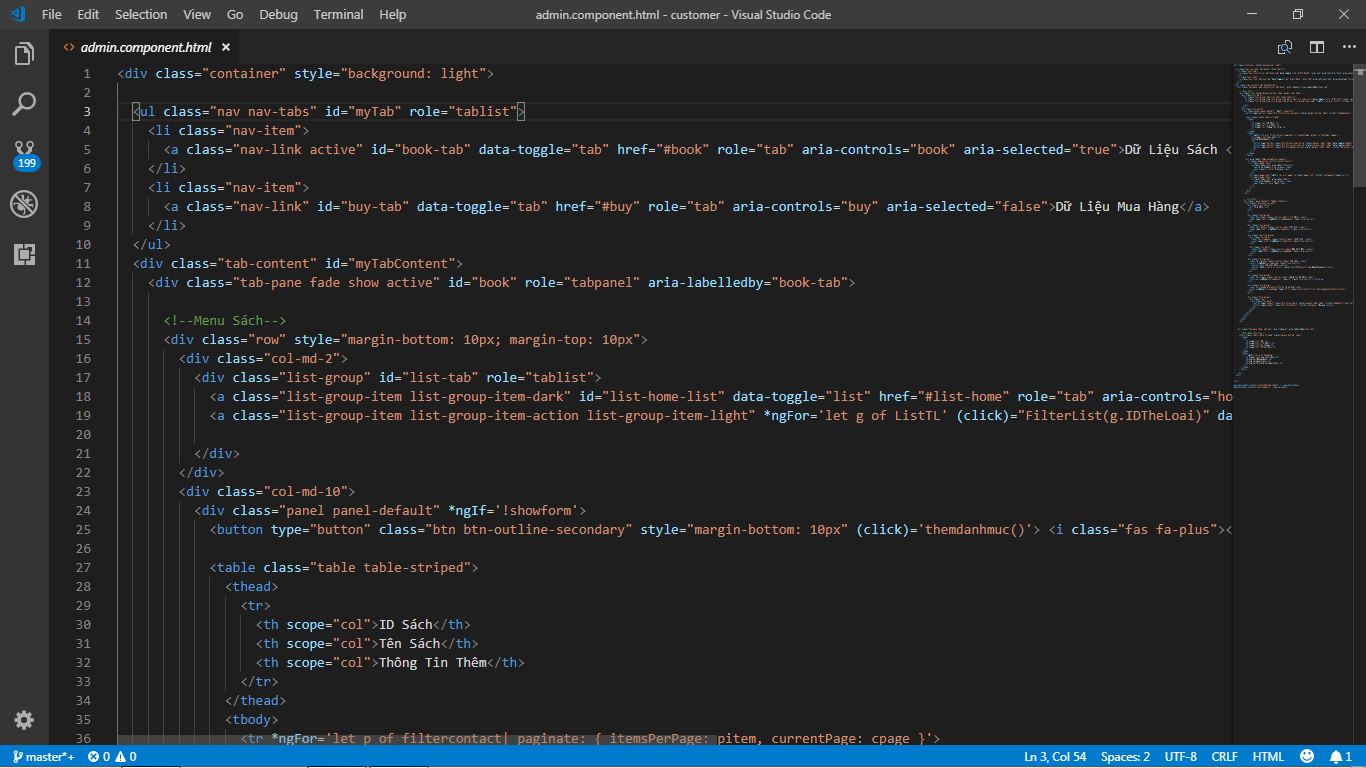 File Edit Selection View Go Debug Terminal Help
admin.component.html - customer - Visual Studio Code
admin.component.html
199
1 <div class="container" style="background: light">
2
3 <ul class="nav nav-tabs" id="myTab" role="tablist">
4 <li class="nav-item">
5 <a class="nav-link active" id="book-tab" data-toggle="tab" href="#book" role="tab" aria-controls="book" aria-selected="true">Dữ Liệu Sách <
6 </li>
7 <li class="nav-item">
8 <a class="nav-link" id="buy-tab" data-toggle="tab" href="#buy" role="tab" aria-controls="buy" aria-selected="false">Dữ Liệu Mua Hàng</a>
9 </li>
10 </ul>
11 <div class="tab-content" id="myTabContent">
12 <div class="tab-pane fade show active" id="book" role="tabpanel" aria-labelledby="book-tab">
13
14 <!--Menu Sách-->
15 <div class="row" style="margin-bottom: 10px; margin-top: 10px">
16 <div class="col-md-2">
17 <div class="list-group" id="list-tab" role="tablist">
18 <a class="list-group-item list-group-item-dark" id="list-home-list" data-toggle="list" href="#list-home" role="tab" aria-controls="ho
19 <a class="list-group-item list-group-item-action list-group-item-light" *ngFor='let g of ListTL' (click)="FilterList(g.IDTheLoai)" da
20
21 </div>
22 </div>
23 <div class="col-md-10">
24 <div class="panel panel-default" *ngIf='!showform'>
25 <button type="button" class="btn btn-outline-secondary" style="margin-bottom: 10px" (click)='themdanhmuc()'> <i class="fas fa-plus"><
26
27 <table class="table table-striped">
28 <thead>
29 <tr>
30 <th scope="col">ID Sách</th>
31 <th scope="col">Tên Sách</th>
32 <th scope="col">Thông Tin Thêm</th>
33 </tr>
34 </thead>
35 <tbody>
36 <tr *ngFor='let p of filtercontact| paginate: { itemsPerPage: pitem, currentPage: cpage }'>
master*+ 0 0 Ln 3, Col 54 Spaces: 2 UTF-8 CRLF HTML 1